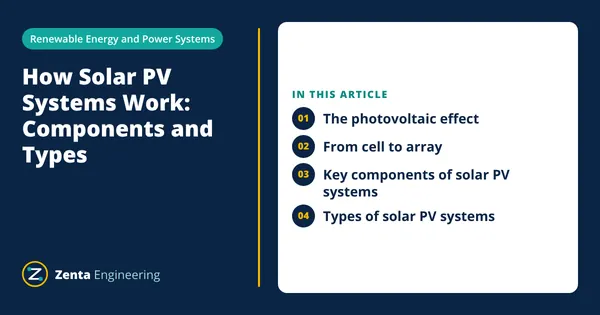 Renewable Energy and Power Systems
How Solar PV
Systems Work:
Components and
Types
Z
Zenta Engineering
IN THIS ARTICLE
01 The photovoltaic effect
02 From cell to array
03 Key components of solar PV
systems
04 Types of solar PV systems